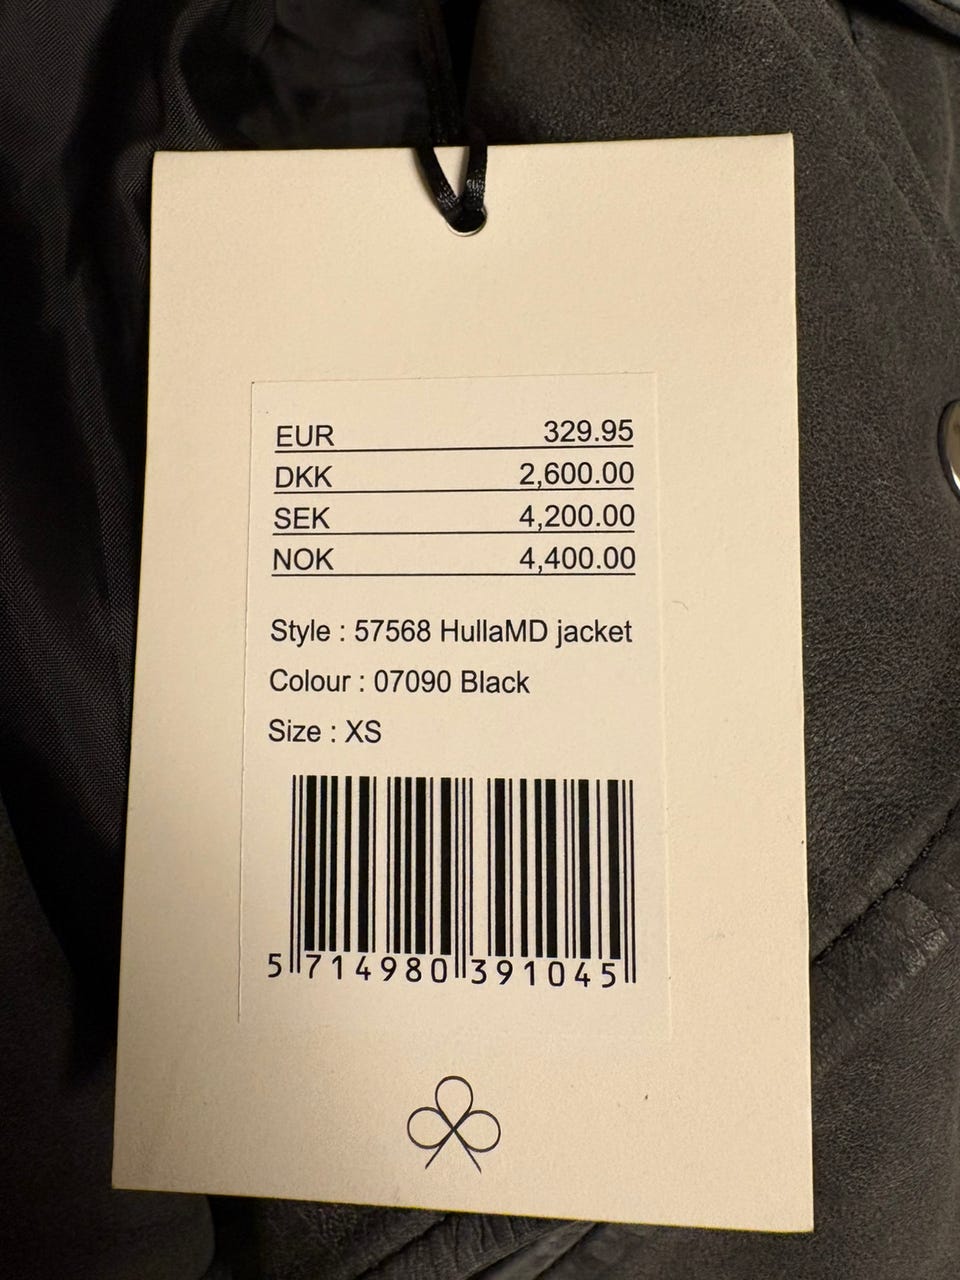 EUR 329.95
DKK 2,600.00
SEK 4,200.00
NOK 4,400.00
Style : 57568 HullaMD jacket
Colour : 07090 Black
Size : XS
5 714980 391045